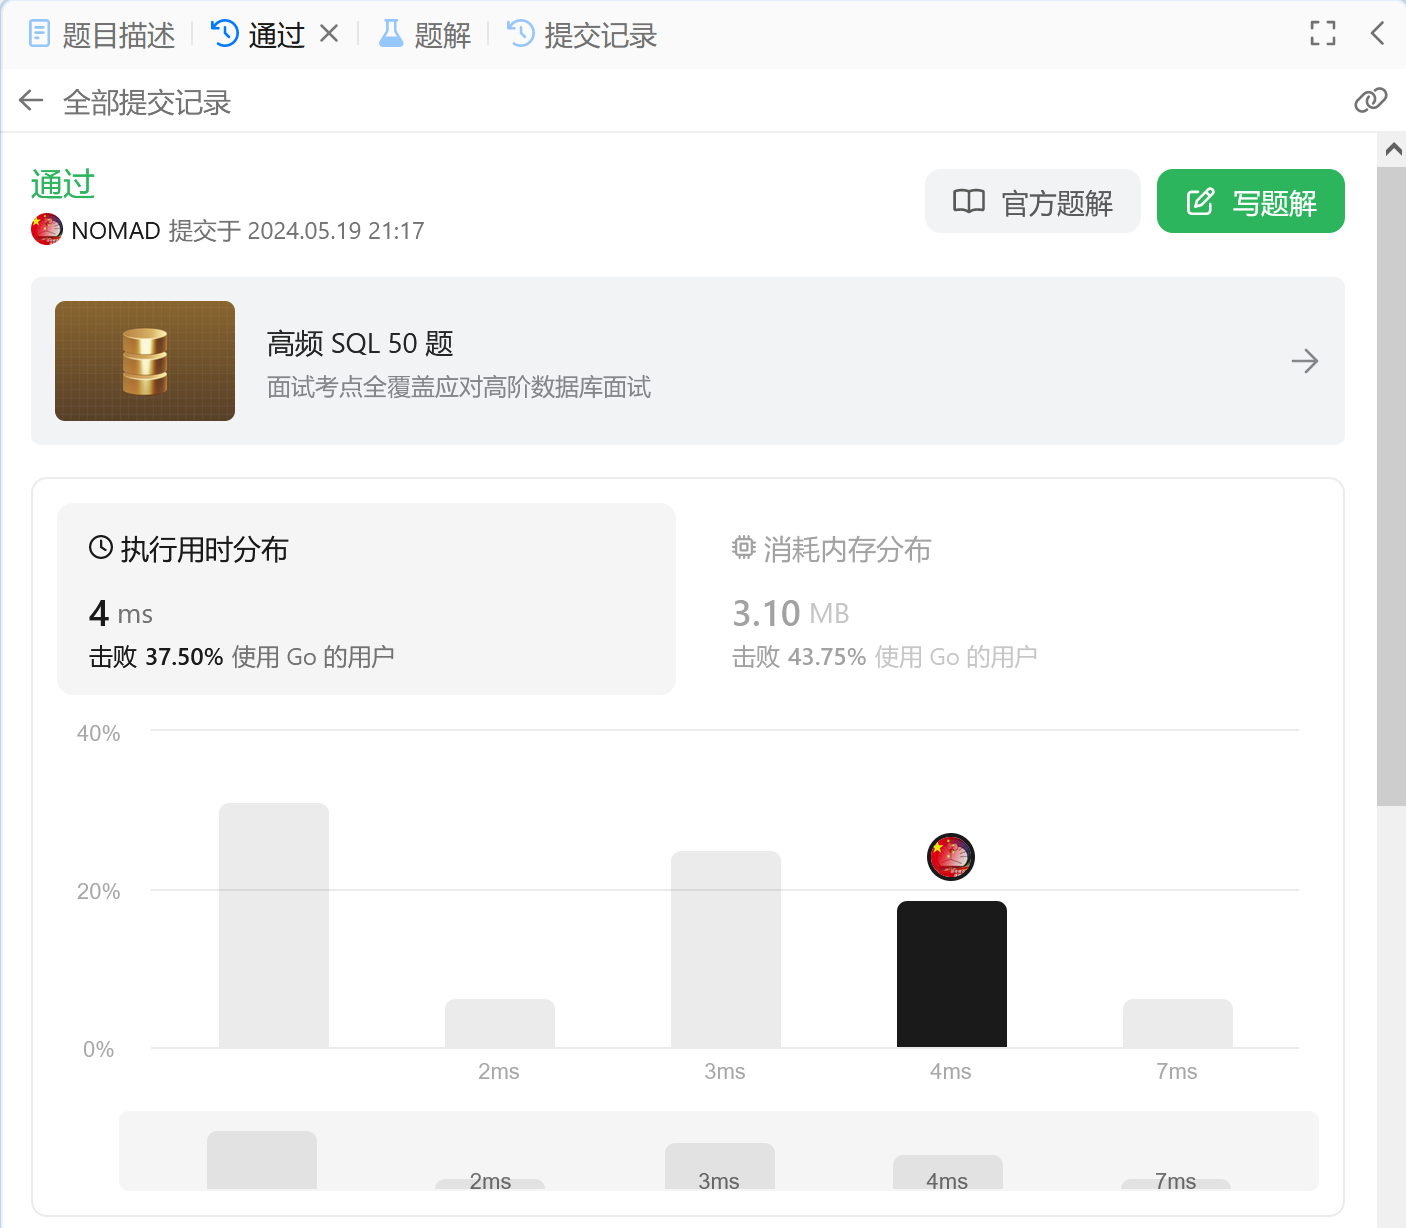 题目描述
通过
题解
提交记录
全部提交记录
通过
NOMAD 提交于 2024.05.19 21:17
官方题解
写题解
高频 SQL 50 题
面试考点全覆盖应对高阶数据库面试
执行用时分布
4 ms
击败 37.50% 使用 Go 的用户
消耗内存分布
3.10 MB
击败 43.75% 使用 Go 的用户
40%
20%
0%
2ms
3ms
4ms
7ms
2ms
3ms
4ms
7ms